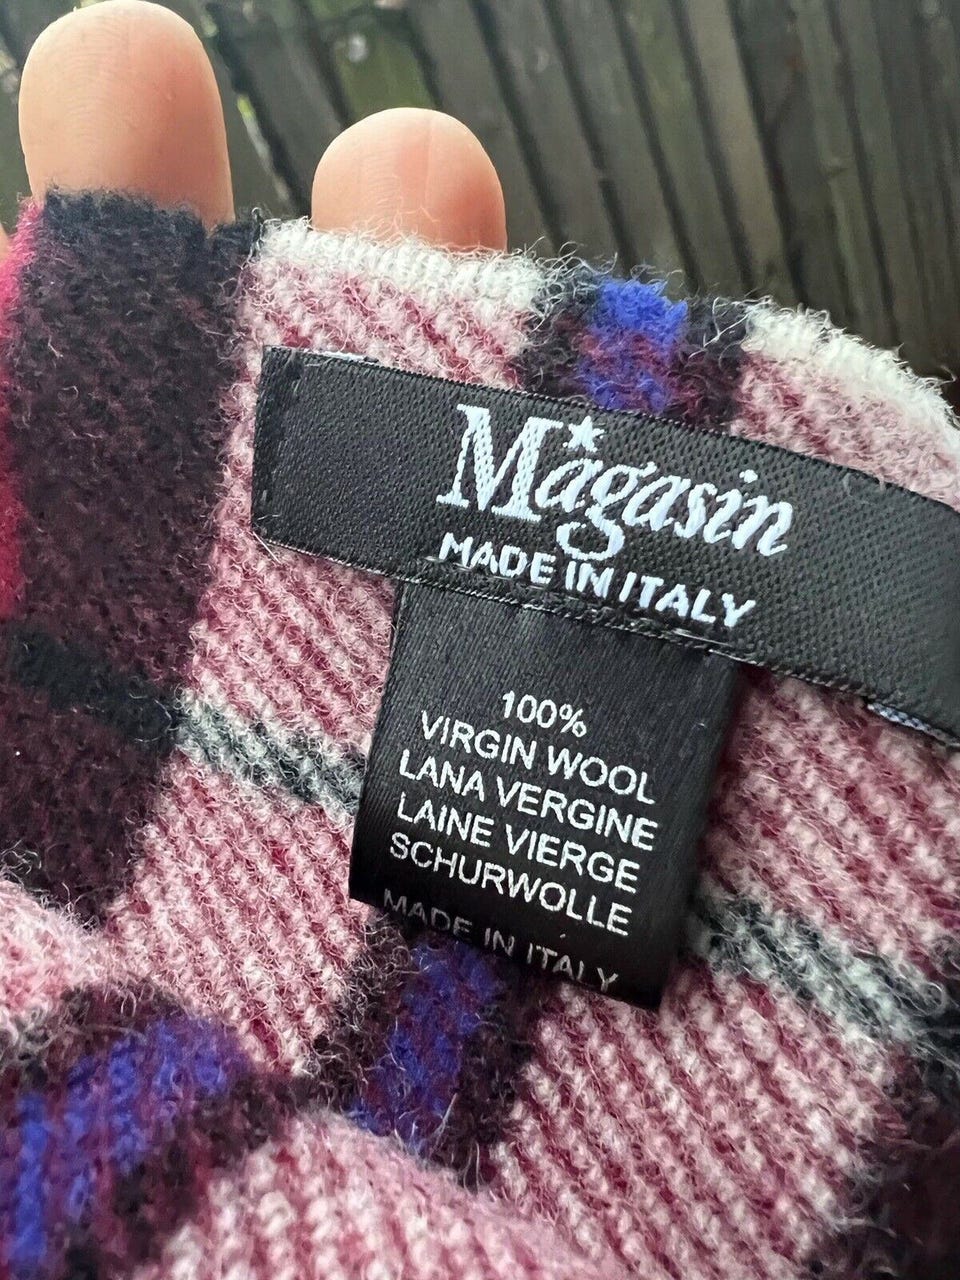 Magasin
MADE IN ITALY
100%
VIRGIN WOOL
LANA VERGINE
LAINE VIERGE
SCHURWOLLE
MADE IN ITALY